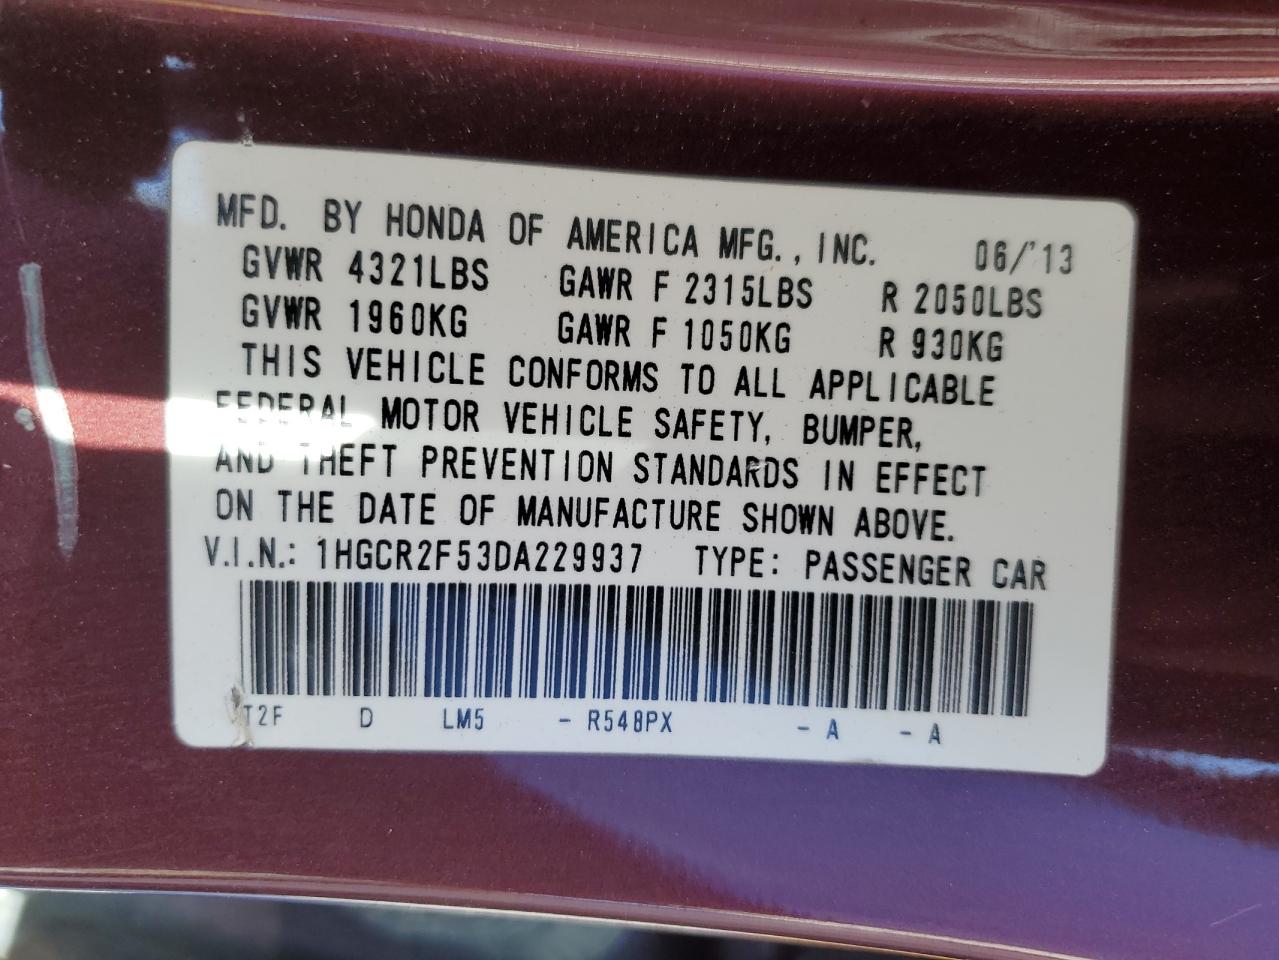 MFD. BY HONDA OF AMERICA MFG., INC. 06/'13
GVWR 4321LBS GAWR F 2315LBS R 2050LBS
GVWR 1960KG GAWR F 1050KG R 930KG
THIS VEHICLE CONFORMS TO ALL APPLICABLE
FEDERAL MOTOR VEHICLE SAFETY, BUMPER,
AND THEFT PREVENTION STANDARDS IN EFFECT
ON THE DATE OF MANUFACTURE SHOWN ABOVE.
V.I.N.: 1HGCR2F53DA229937 TYPE: PASSENGER CAR
T2F D LM5 - R548PX - A - A